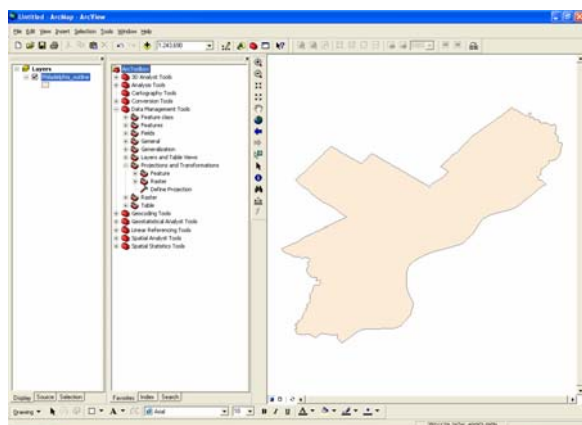 Untitled - ArcMap - ArcView
File Edit View Insert Selection Tools Window Help
Layers
Philadelphia_outline
ArcToolbox
3D Analyst Tools
Analysis Tools
Cartography Tools
Conversion Tools
Data Management Tools
Feature class
Features
Fields
General
Generalization
Layers and Table Views
Projections and Transformations
Feature
Raster
Define Projection
Raster
Table
Geocoding Tools
Geostatistical Analyst Tools
Linear Referencing Tools
Spatial Analyst Tools
Spatial Statistics Tools
Display Source Selection
Favorites Index Search
Drawing
A
Arial
10
B I U A